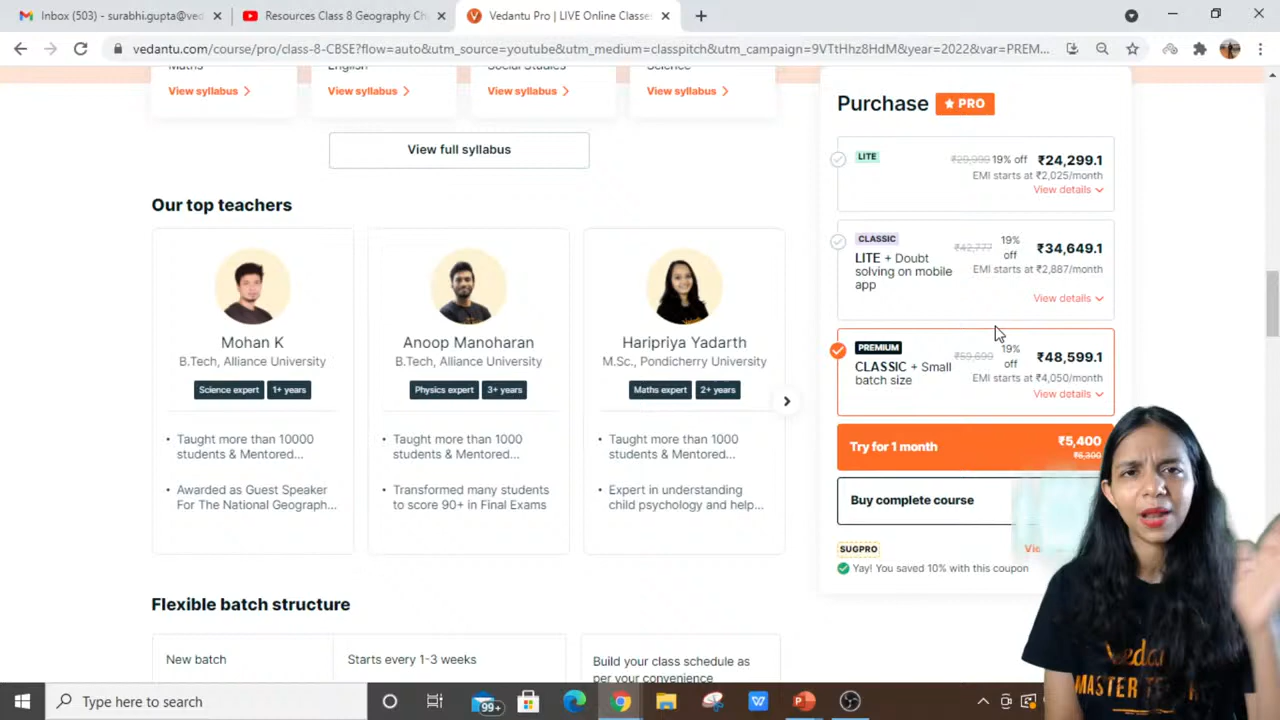 Inbox (503) - surabhi.gupta@ved
Resources Class 8 Geography Ch
Vedantu Pro | LIVE Online Classe
vedantu.com/course/pro/class-8-CBSE?flow=auto&utm_source=youtube&utm_medium=classpitch&utm_campaign=9VTtHhz8HdM&year=2022&var=PREM...
Maths
English
Social Studies
Science
View syllabus
View syllabus
View syllabus
View syllabus
View full syllabus
Our top teachers
Mohan K
B.Tech, Alliance University
Science expert
1+ years
• Taught more than 10000
students & Mentored...
• Awarded as Guest Speaker
For The National Geograph...
Anoop Manoharan
B.Tech, Alliance University
Physics expert
3+ years
• Taught more than 1000
students & Mentored...
• Transformed many students
to score 90+ in Final Exams
Haripriya Yadarth
M.Sc., Pondicherry University
Maths expert
2+ years
• Taught more than 1000
students & Mentored...
• Expert in understanding
child psychology and help...
Flexible batch structure
New batch
Starts every 1-3 weeks
Build your class schedule as
per your convenience
Purchase
PRO
LITE
₹29,999 19% off ₹24,299.1
EMI starts at ₹2,025/month
View details
CLASSIC
LITE + Doubt
solving on mobile
app
₹42,777 19% off ₹34,649.1
EMI starts at ₹2,887/month
View details
PREMIUM
CLASSIC + Small
batch size
₹59,699 19% off ₹48,599.1
EMI starts at ₹4,050/month
View details
Try for 1 month
₹5,400
Buy complete course
SUGPRO
Yay! You saved 10% with this coupon
MASTER
Type here to search
99+